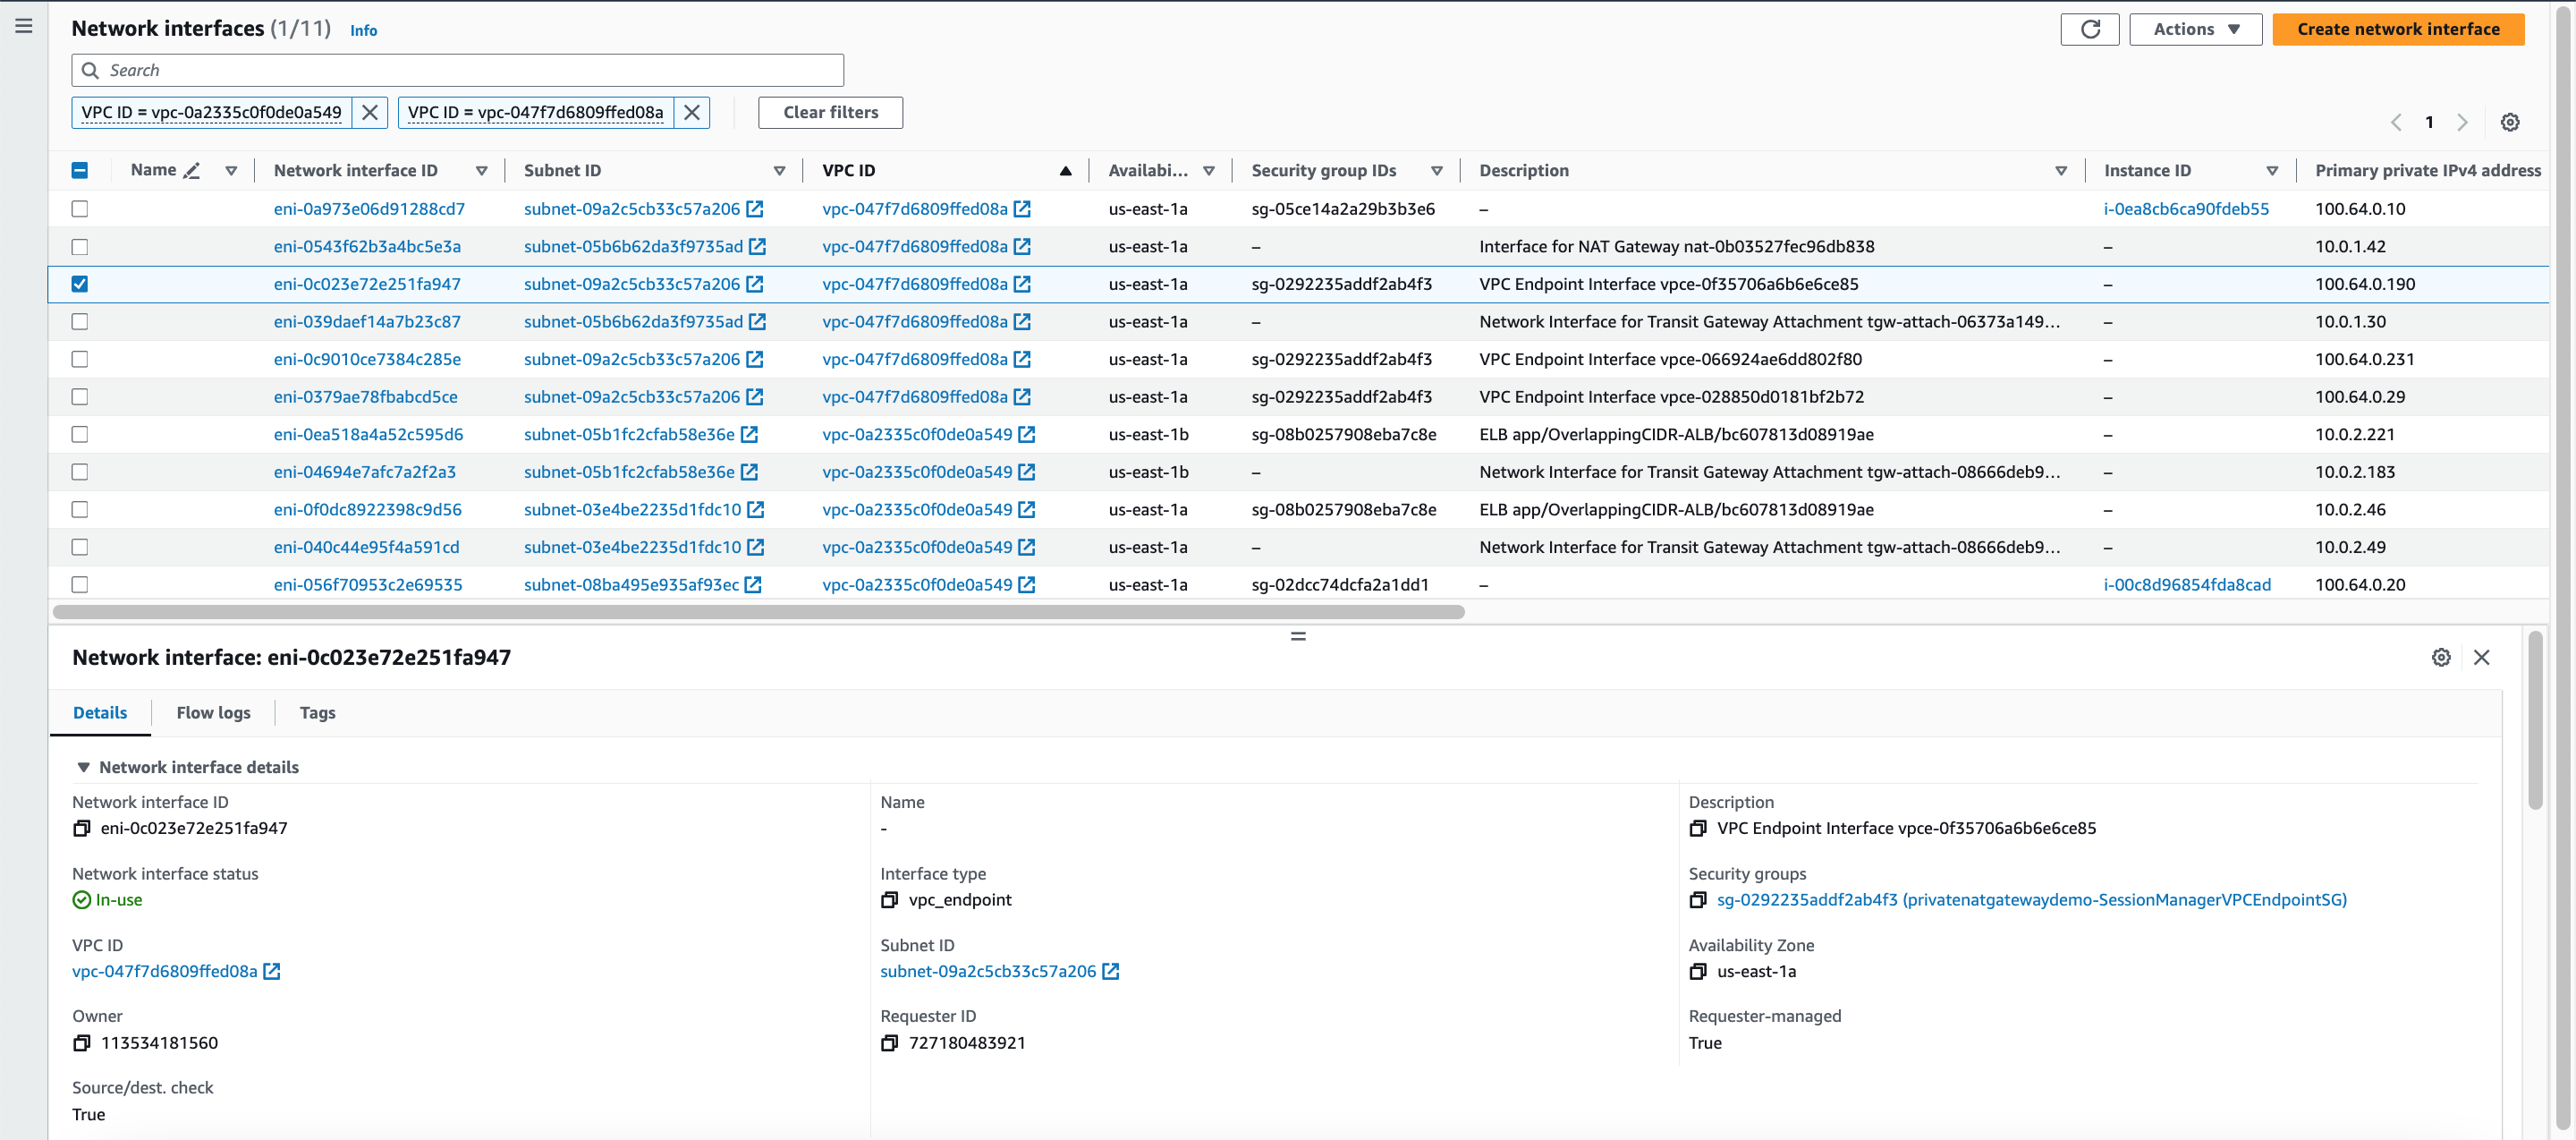 Network interfaces (1/11) Info
Actions
Create network interface
Search
VPC ID = vpc-0a2335c0f0de0a549
VPC ID = vpc-047f7d6809ffed08a
Clear filters
1
Name Network interface ID Subnet ID VPC ID Availabi... Security group IDs Description Instance ID Primary private IPv4 address
eni-0a973e06d91288cd7 subnet-09a2c5cb33c57a206 vpc-047f7d6809ffed08a us-east-1a sg-05ce14a2a29b3b3e6 – i-0ea8cb6ca90fdeb55 100.64.0.10
eni-0543f62b3a4bc5e3a subnet-05b6b62da3f9735ad vpc-047f7d6809ffed08a us-east-1a – Interface for NAT Gateway nat-0b03527fec96db838 – 10.0.1.42
eni-0c023e72e251fa947 subnet-09a2c5cb33c57a206 vpc-047f7d6809ffed08a us-east-1a sg-0292235addf2ab4f3 VPC Endpoint Interface vpce-0f35706a6b6e6ce85 – 100.64.0.190
eni-039daef14a7b23c87 subnet-05b6b62da3f9735ad vpc-047f7d6809ffed08a us-east-1a – Network Interface for Transit Gateway Attachment tgw-attach-06373a149... – 10.0.1.30
eni-0c9010ce7384c285e subnet-09a2c5cb33c57a206 vpc-047f7d6809ffed08a us-east-1a sg-0292235addf2ab4f3 VPC Endpoint Interface vpce-066924ae6dd802f80 – 100.64.0.231
eni-0379ae78fbabcd5ce subnet-09a2c5cb33c57a206 vpc-047f7d6809ffed08a us-east-1a sg-0292235addf2ab4f3 VPC Endpoint Interface vpce-028850d0181bf2b72 – 100.64.0.29
eni-0ea518a4a52c595d6 subnet-05b1fc2cfab58e36e vpc-0a2335c0f0de0a549 us-east-1b sg-08b0257908eba7c8e ELB app/OverlappingCIDR-ALB/bc607813d08919ae – 10.0.2.221
eni-04694e7afc7a2f2a3 subnet-05b1fc2cfab58e36e vpc-0a2335c0f0de0a549 us-east-1b – Network Interface for Transit Gateway Attachment tgw-attach-08666deb9... – 10.0.2.183
eni-0f0dc8922398c9d56 subnet-03e4be2235d1fdc10 vpc-0a2335c0f0de0a549 us-east-1a sg-08b0257908eba7c8e ELB app/OverlappingCIDR-ALB/bc607813d08919ae – 10.0.2.46
eni-040c44e95f4a591cd subnet-03e4be2235d1fdc10 vpc-0a2335c0f0de0a549 us-east-1a – Network Interface for Transit Gateway Attachment tgw-attach-08666deb9... – 10.0.2.49
eni-056f70953c2e69535 subnet-08ba495e935af93ec vpc-0a2335c0f0de0a549 us-east-1a sg-02dcc74dcfa2a1dd1 – i-00c8d96854fda8cad 100.64.0.20
Network interface: eni-0c023e72e251fa947
Details Flow logs Tags
Network interface details
Network interface ID Name Description
eni-0c023e72e251fa947 - VPC Endpoint Interface vpce-0f35706a6b6e6ce85
Network interface status Interface type Security groups
In-use vpc_endpoint sg-0292235addf2ab4f3 (privatenatgatewaydemo-SessionManagerVPCEndpointSG)
VPC ID Subnet ID Availability Zone
vpc-047f7d6809ffed08a subnet-09a2c5cb33c57a206 us-east-1a
Owner Requester ID Requester-managed
113534181560 727180483921 True
Source/dest. check
True